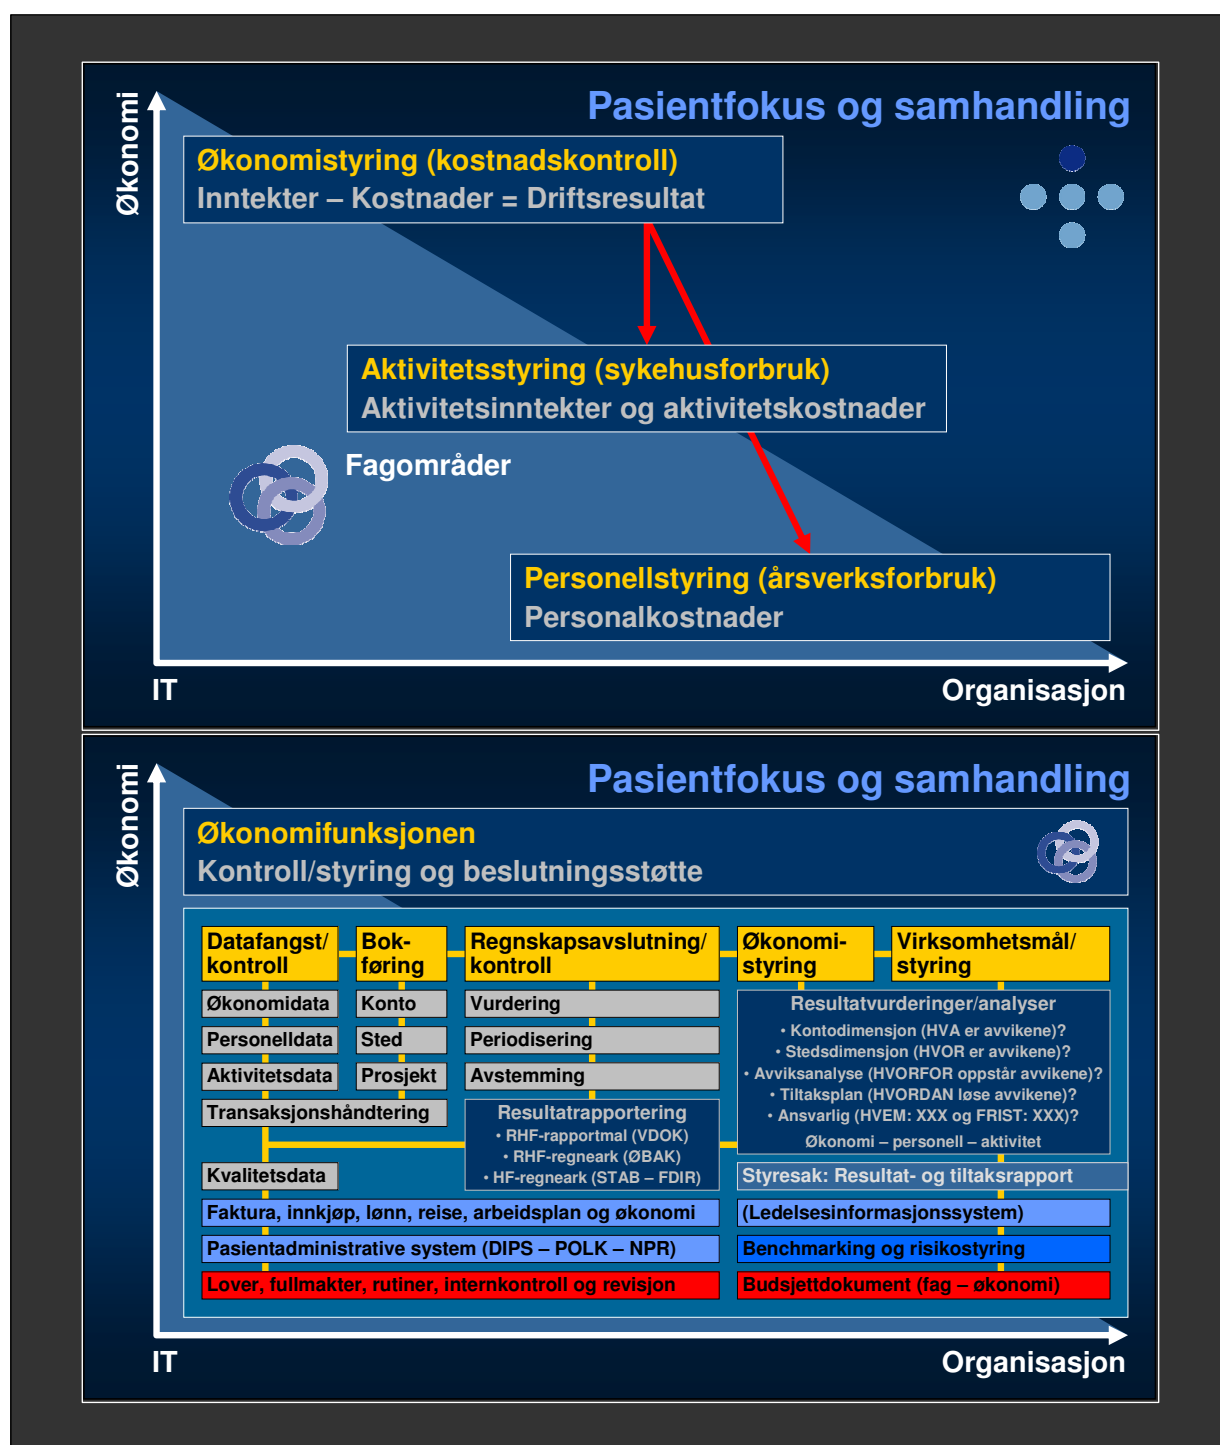 Økonomi
Pasientfokus og samhandling
Økonomistyring (kostnadskontroll)
Inntekter – Kostnader = Driftsresultat
Aktivitetsstyring (sykehusforbruk)
Aktivitetsinntekter og aktivitetskostnader
Fagområder
Personellstyring (årsverksforbruk)
Personalkostnader
IT
Organisasjon
Økonomi
Pasientfokus og samhandling
Økonomifunksjonen
Kontroll/styring og beslutningsstøtte
Datafangst/
kontroll
Bok-
føring
Regnskapsavslutning/
kontroll
Økonomi-
styring
Virksomhetsmål/
styring
Økonomidata
Konto
Vurdering
Personelldata
Sted
Periodisering
Aktivitetsdata
Prosjekt
Avstemming
Transaksjonshåndtering
Resultatrapportering
• RHF-rapportmal (VDOK)
• RHF-regneark (ØBAK)
• HF-regneark (STAB – FDIR)
Resultatvurderinger/analyser
• Kontodimensjon (HVA er avvikene)?
• Stedsdimensjon (HVOR er avvikene)?
• Avviksanalyse (HVORFOR oppstår avvikene)?
• Tiltaksplan (HVORDAN løse avvikene)?
• Ansvarlig (HVEM: XXX og FRIST: XXX)?
Økonomi – personell – aktivitet
Kvalitetsdata
Styresak: Resultat- og tiltaksrapport
Faktura, innkjøp, lønn, reise, arbeidsplan og økonomi
(Ledelsesinformasjonssystem)
Pasientadministrative system (DIPS – POLK – NPR)
Benchmarking og risikostyring
Lover, fullmakter, rutiner, internkontroll og revisjon
Budsjettdokument (fag – økonomi)
IT
Organisasjon